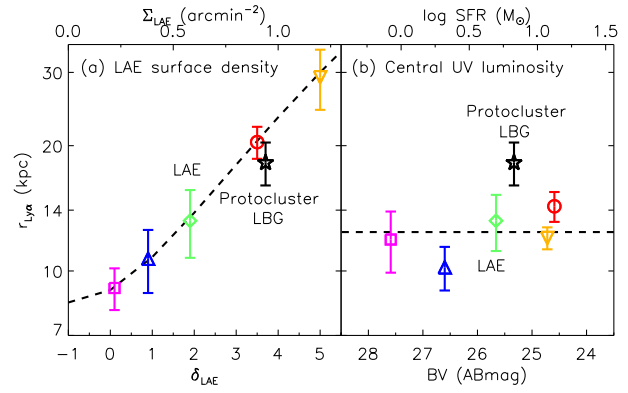 Σ_LAE (arcmin⁻²)
log SFR (M_⊙)
0.0 0.5 1.0 0.0 0.5 1.0 1.5
(a) LAE surface density
(b) Central UV luminosity
30
20
14
10
7
r_Lyα (kpc)
LAE
Protocluster
LBG
Protocluster
LBG
LAE
-1 0 1 2 3 4 5 28 27 26 25 24
δ_LAE
BV (ABmag)